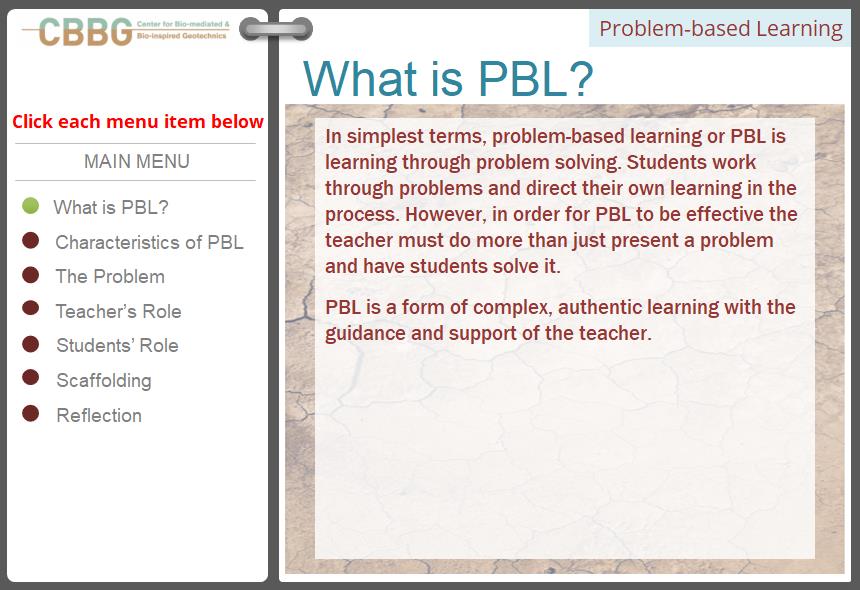 CBBG
Center for Bio-mediated &
Bio-inspired Geotechnics
Click each menu item below
MAIN MENU
What is PBL?
Characteristics of PBL
The Problem
Teacher's Role
Students' Role
Scaffolding
Reflection
Problem-based Learning
What is PBL?
In simplest terms, problem-based learning or PBL is
learning through problem solving. Students work
through problems and direct their own learning in the
process. However, in order for PBL to be effective the
teacher must do more than just present a problem
and have students solve it.
PBL is a form of complex, authentic learning with the
guidance and support of the teacher.